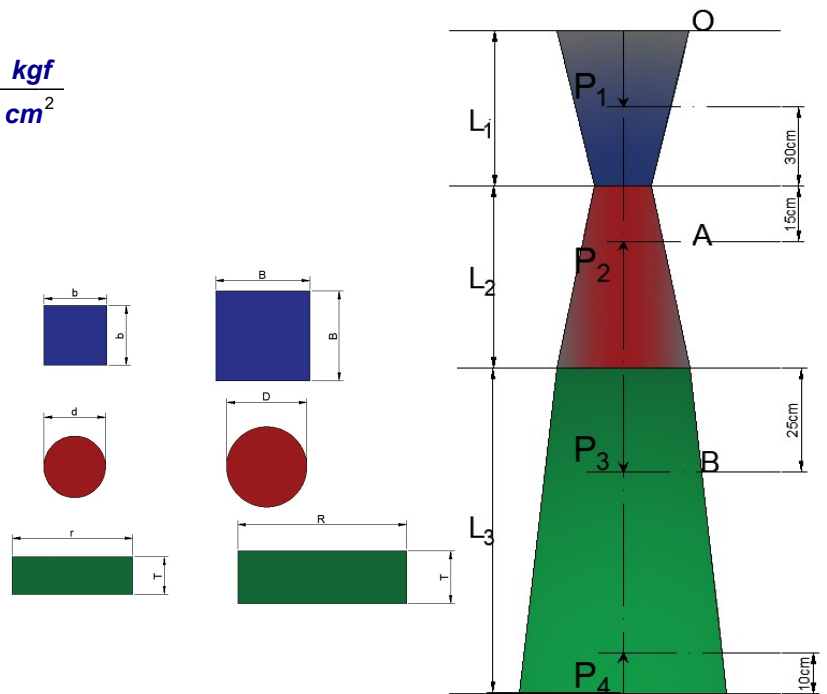 kgf
cm²
O
P₁
L₁
30cm
15cm
A
P₂
L₂
b
b
B
B
d
D
25cm
P₃
B
L₃
r
T
R
T
P₄
10cm